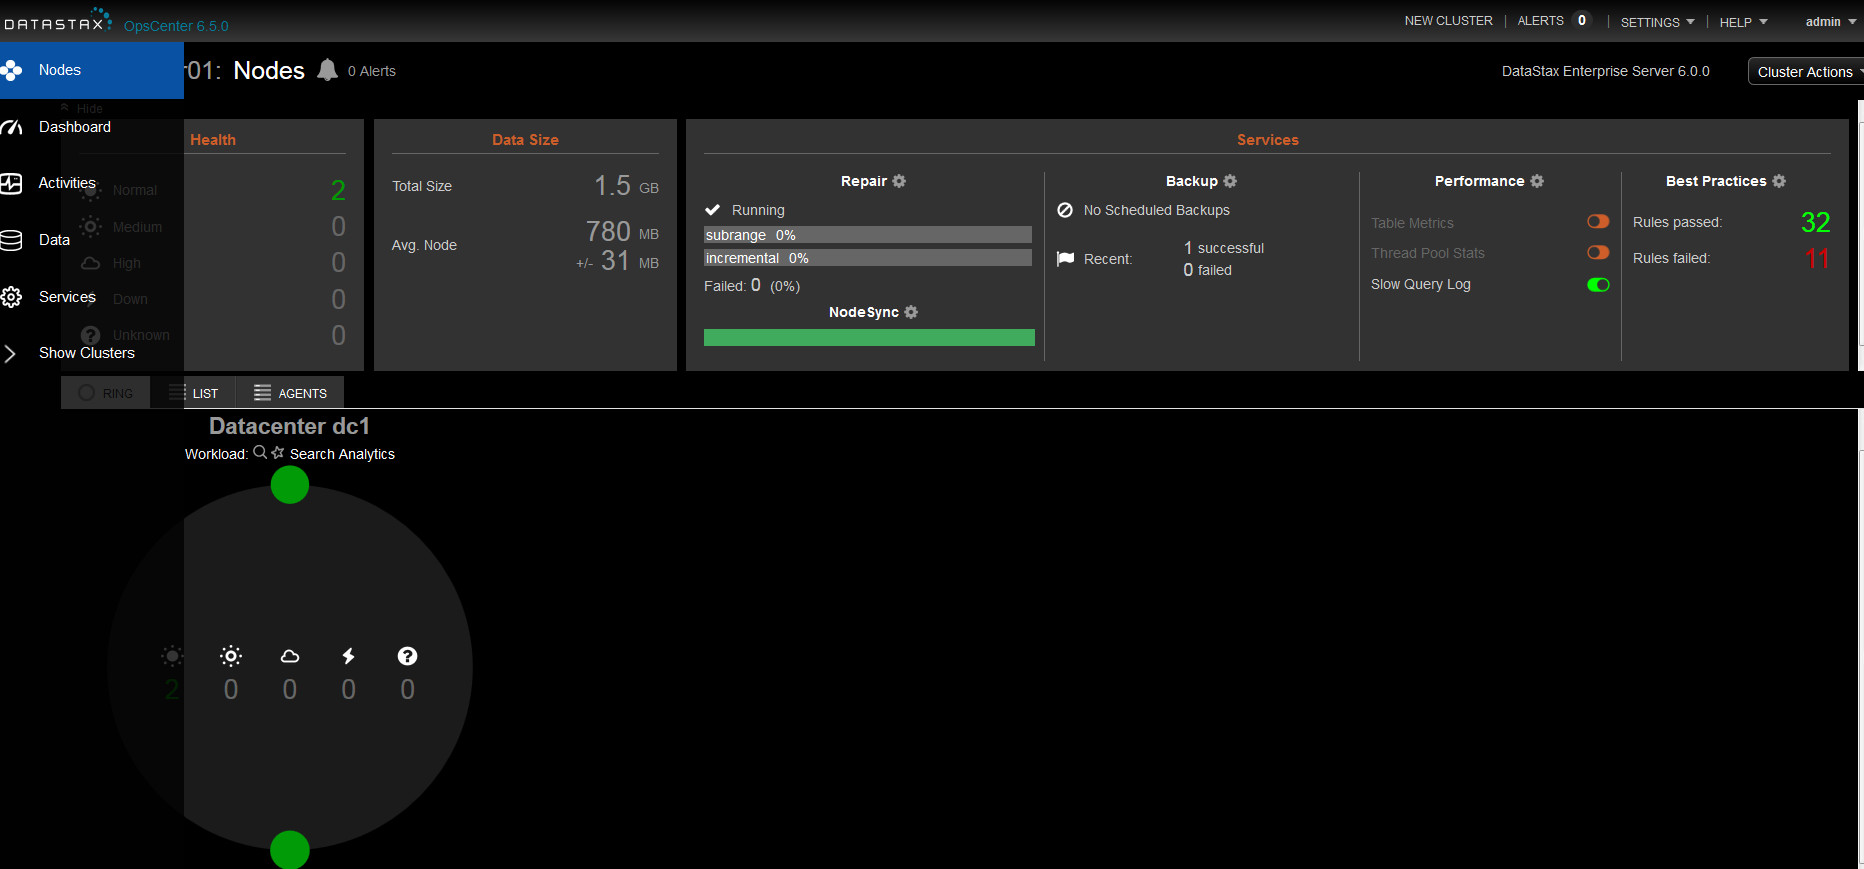 DATASTAX OpsCenter 6.5.0
NEW CLUSTER | ALERTS 0 | SETTINGS | HELP admin
Nodes
r01: Nodes 0 Alerts
DataStax Enterprise Server 6.0.0
Cluster Actions
Hide
Dashboard
Activities
Data
Services
Show Clusters
Health
Normal 2
Medium 0
High 0
Down 0
Unknown 0
Data Size
Total Size 1.5 GB
Avg. Node 780 MB
+/- 31 MB
Services
Repair
Running
subrange 0%
incremental 0%
Failed: 0 (0%)
NodeSync
Backup
No Scheduled Backups
Recent: 1 successful
0 failed
Performance
Table Metrics
Thread Pool Stats
Slow Query Log
Best Practices
Rules passed: 32
Rules failed: 11
RING LIST AGENTS
Datacenter dc1
Workload: Search Analytics
2 0 0 0 0